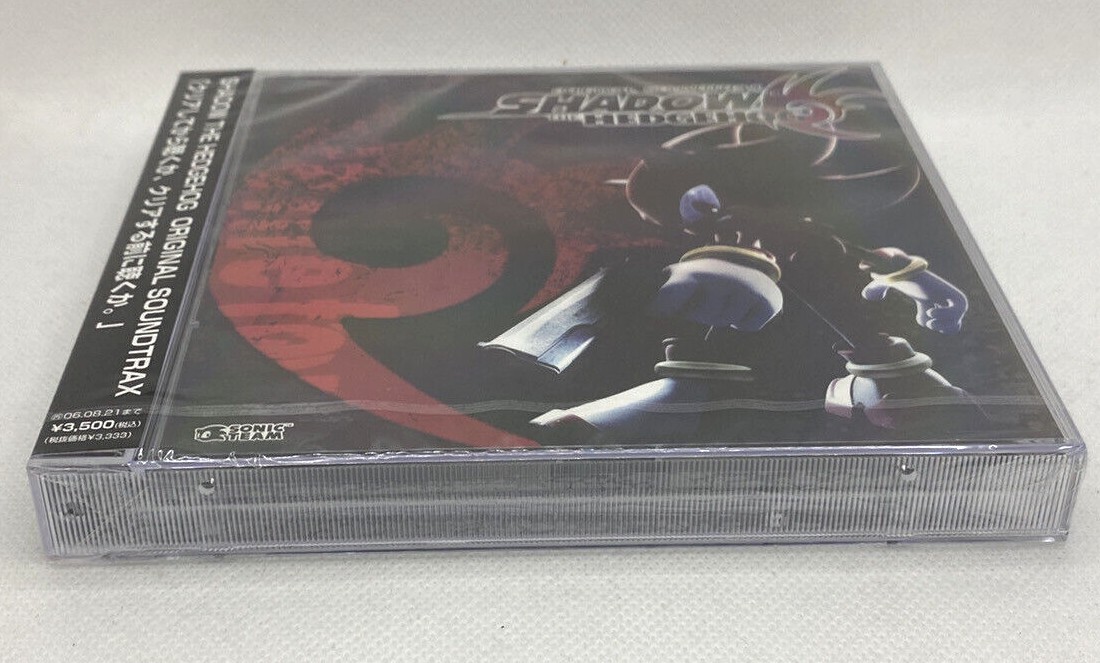 SHADOW THE HEDGEHOG ORIGINAL SOUNDTRAX
「クリアしてから聴くか、クリアする前に聴くか。」
06.08.21まで
¥3,500(税込)
(税抜価格¥3,333)
SHADOW
THE HEDGEHOG
SONIC
TEAM